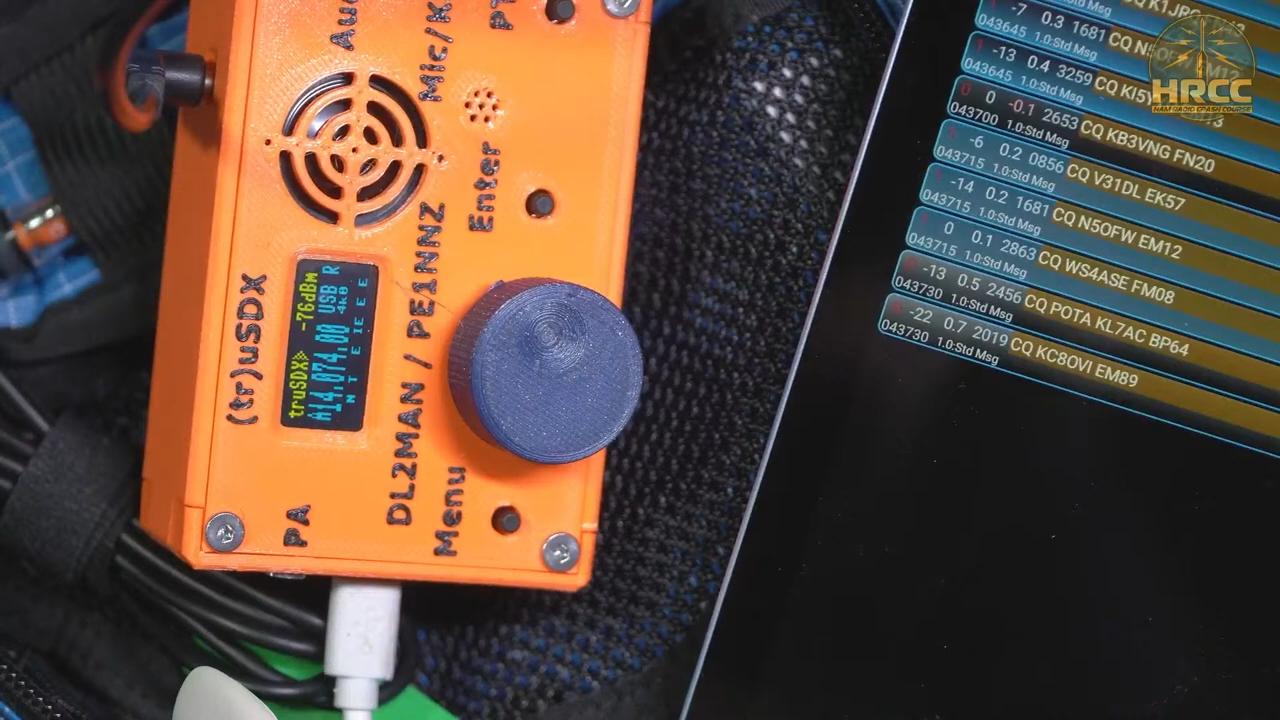 (tr)uSDX
truSDX> -76dBm
A14,074.00 USB R
4k8
N T E IE E E
DL2MAN / PE1NNZ
PA
Menu
Enter
Mic/K
CQ K1JRG
-7 0.3 1681
043645 1.0:Std Msg
-13 0.4 3259 CQ KI5
043645 1.0:Std Msg
0 -0.1 2653 CQ KB3VNG FN20
043700 1.0:Std Msg
-6 0.2 0856 CQ V31DL EK57
043715 1.0:Std Msg
-14 0.2 1681 CQ N5OFW EM12
043715 1.0:Std Msg
0 0.1 2863 CQ WS4ASE FM08
043715 1.0:Std Msg
-13 0.5 2456 CQ POTA KL7AC BP64
043730 1.0:Std Msg
-22 0.7 2019 CQ KC8OVI EM89
043730 1.0:Std Msg
HRCC
HAM RADIO CRASH COURSE